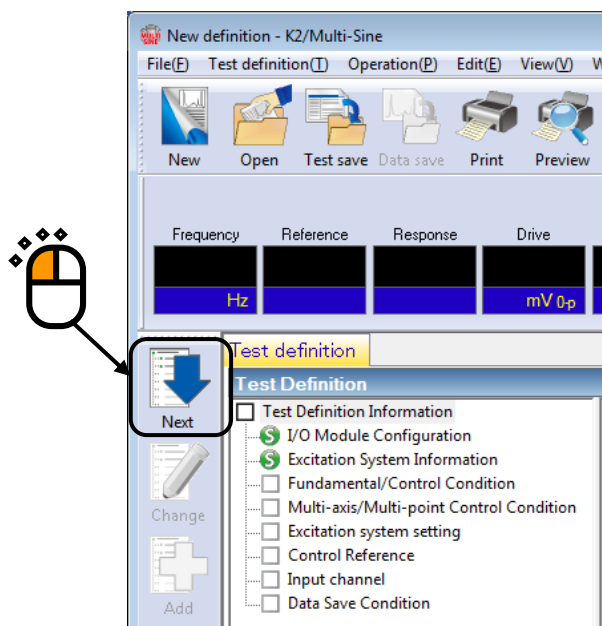 New definition - K2/Multi-Sine
File(F) Test definition(T) Operation(P) Edit(E) View(V) W
New Open Test save Data save Print Preview
Frequency Reference Response Drive
Hz mV 0-p
Test definition
Next
Test Definition
Test Definition Information
S I/O Module Configuration
S Excitation System Information
Fundamental/Control Condition
Multi-axis/Multi-point Control Condition
Change
Excitation system setting
Control Reference
Input channel
Add
Data Save Condition